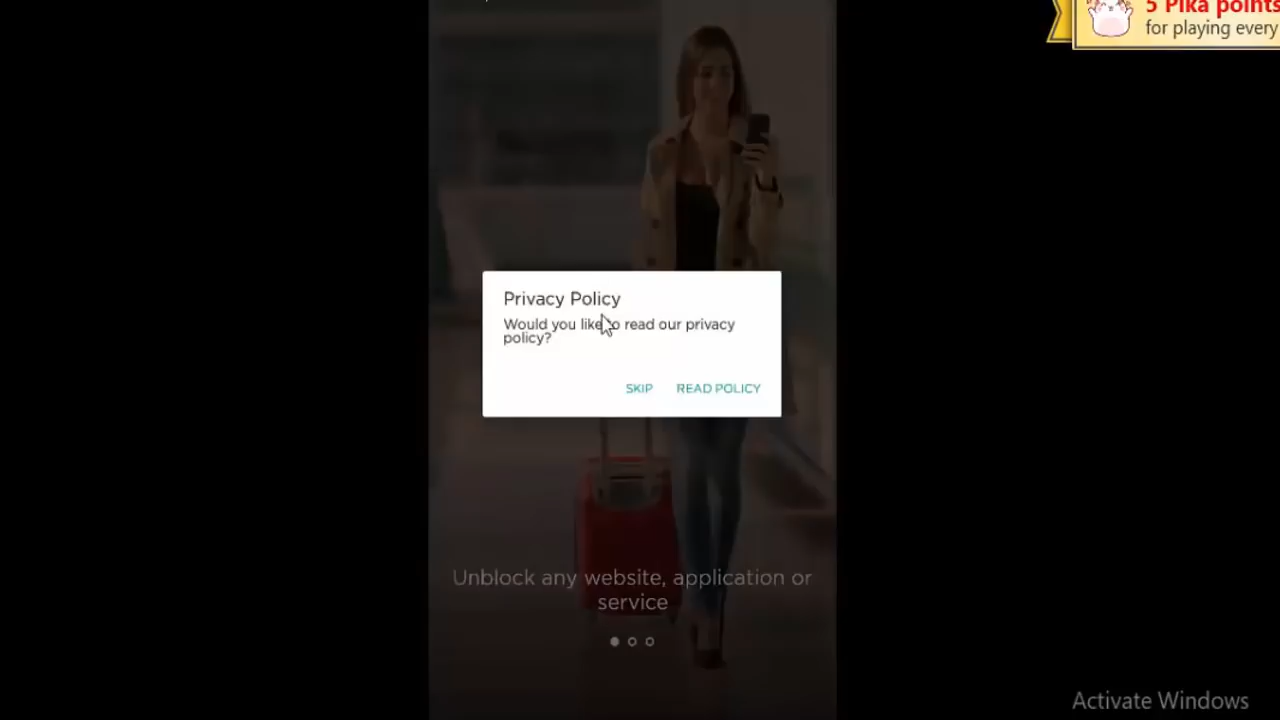 5 Pika points
for playing every
Privacy Policy
Would you like to read our privacy
policy?
SKIP READ POLICY
Unblock any website, application or
service
Activate Windows